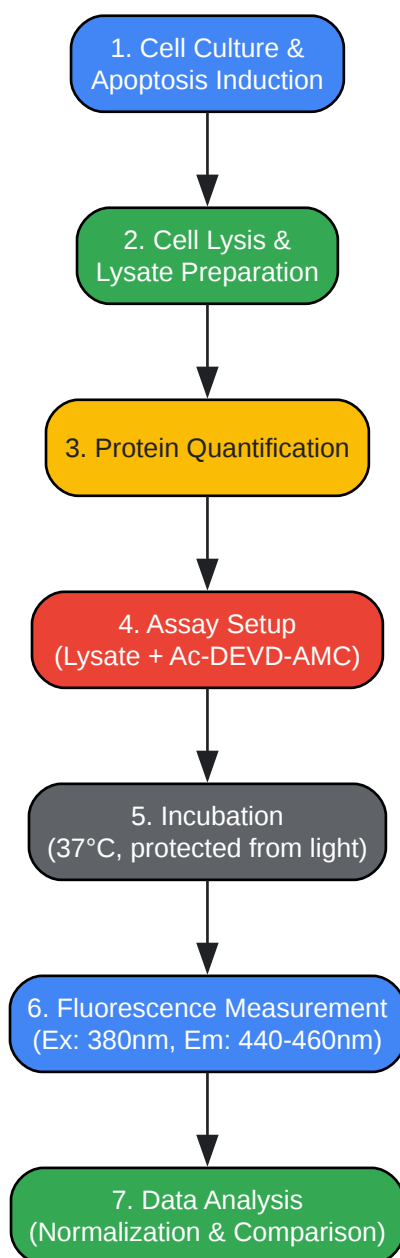 1. Cell Culture &
Apoptosis Induction
2. Cell Lysis &
Lysate Preparation
3. Protein Quantification
4. Assay Setup
(Lysate + Ac-DEVD-AMC)
5. Incubation
(37°C, protected from light)
6. Fluorescence Measurement
(Ex: 380nm, Em: 440-460nm)
7. Data Analysis
(Normalization & Comparison)